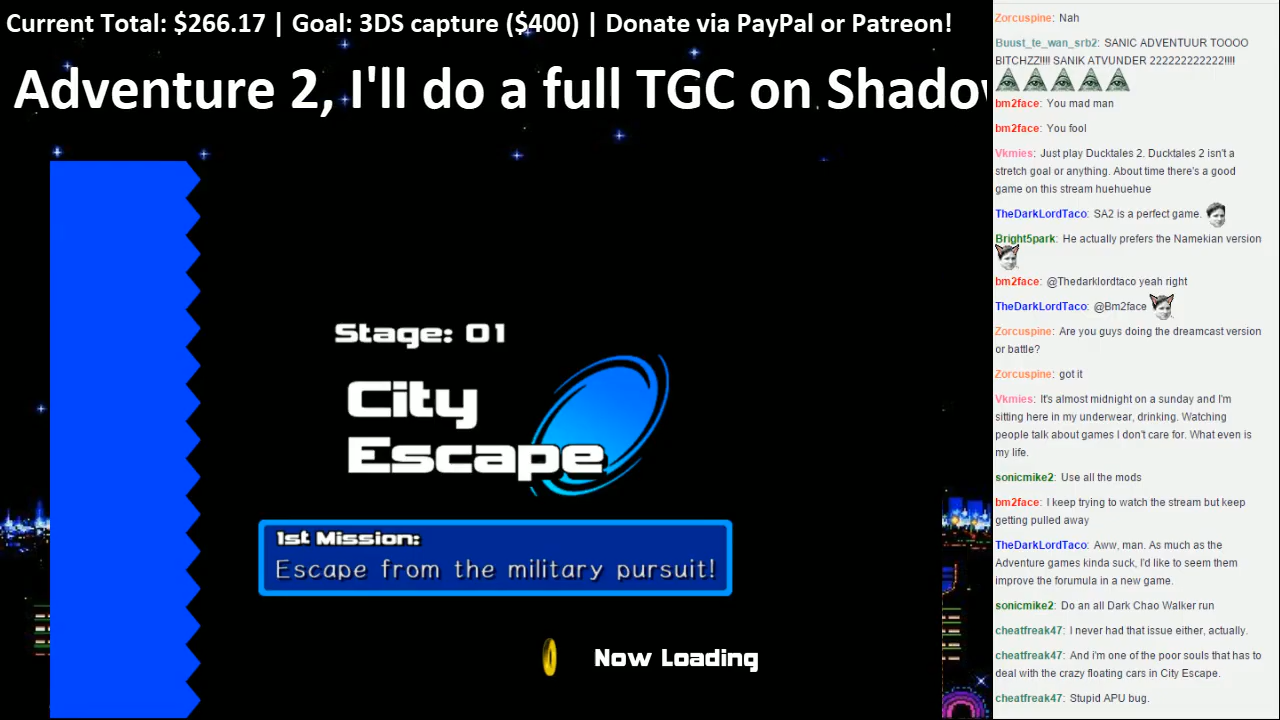 Current Total: $266.17 | Goal: 3DS capture ($400) | Donate via PayPal or Patreon!
Adventure 2, I'll do a full TGC on Shadow
Stage: 01
City
Escape
1st Mission:
Escape from the military pursuit!
Now Loading
Zorcuspine: Nah
Buust_te_wan_srb2: SANIC ADVENTUUR TOOOO
BITCHZZ!!!! SANIK ATVUNDER 222222222222!!!!
bm2face: You mad man
bm2face: You fool
Vkmies: Just play Ducktales 2. Ducktales 2 isn't a
stretch goal or anything. About time there's a good
game on this stream huehuehue
TheDarkLordTaco: SA2 is a perfect game.
Bright5park: He actually prefers the Namekian version
bm2face: @Thedarklordtaco yeah right
TheDarkLordTaco: @Bm2face
Zorcuspine: Are you guys doing the dreamcast version
or battle?
Zorcuspine: got it
Vkmies: It's almost midnight on a sunday and I'm
sitting here in my underwear, drinking. Watching
people talk about games I don't care for. What even is
my life.
sonicmike2: Use all the mods
bm2face: I keep trying to watch the stream but keep
getting pulled away
TheDarkLordTaco: Aww, man. As much as the
Adventure games kinda suck, I'd like to seem them
improve the forumula in a new game.
sonicmike2: Do an all Dark Chao Walker run
cheatfreak47: I never had that issue either, actually.
cheatfreak47: And i'm one of the poor souls that has to
deal with the crazy floating cars in City Escape.
cheatfreak47: Stupid APU bug.